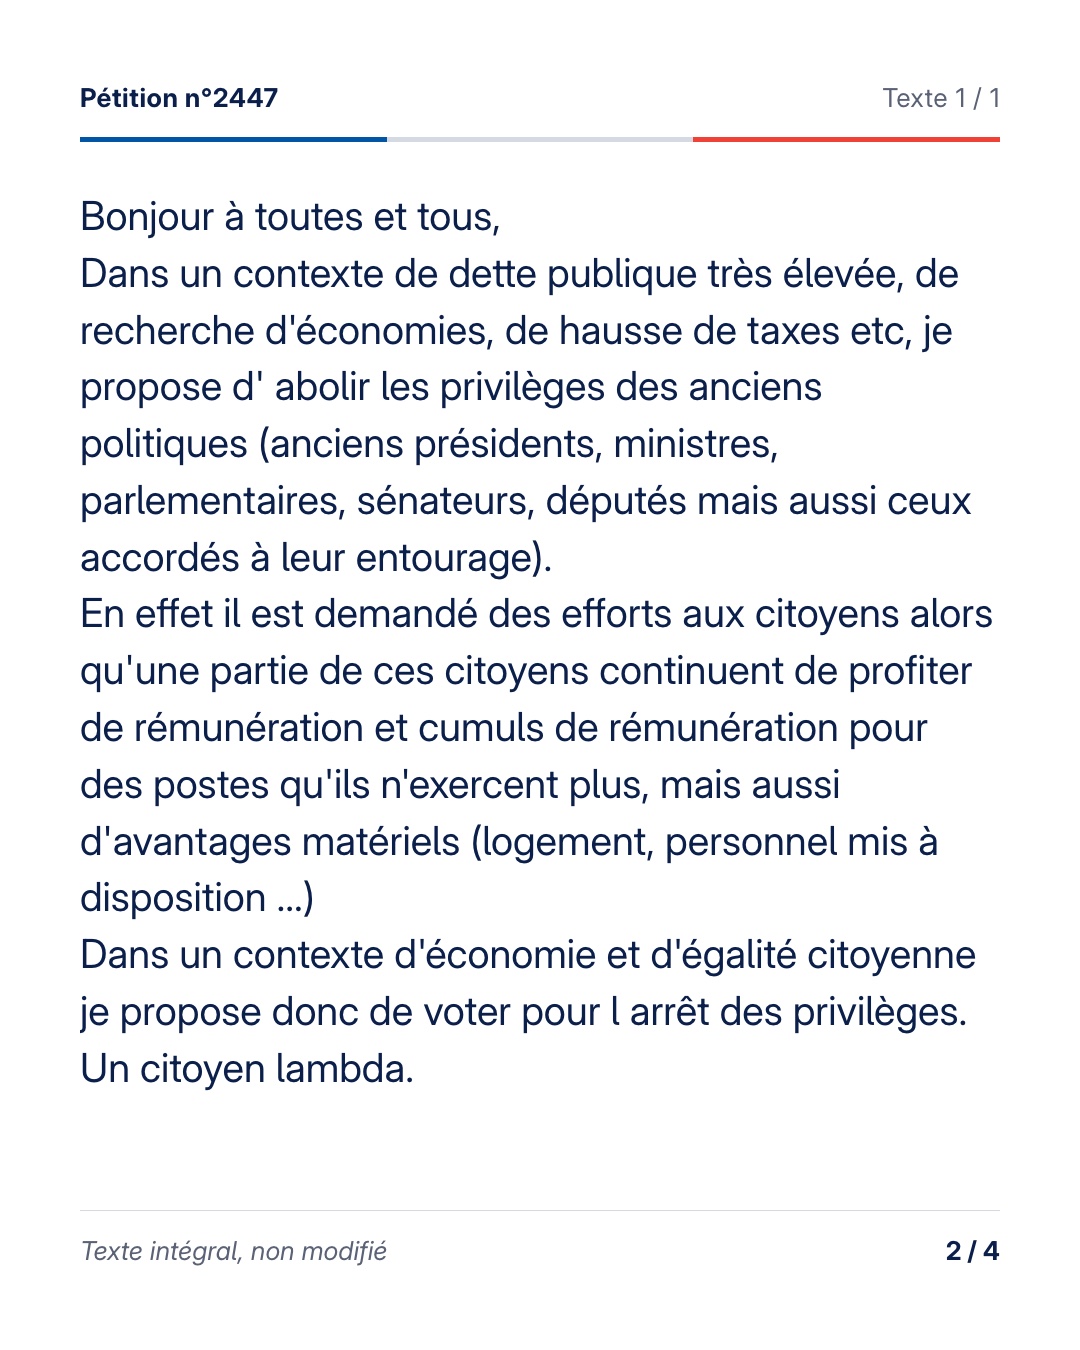 Pétition n°2447
Texte 1 / 1
Bonjour à toutes et tous,
Dans un contexte de dette publique très élevée, de
recherche d'économies, de hausse de taxes etc, je
propose d' abolir les privilèges des anciens
politiques (anciens présidents, ministres,
parlementaires, sénateurs, députés mais aussi ceux
accordés à leur entourage).
En effet il est demandé des efforts aux citoyens alors
qu'une partie de ces citoyens continuent de profiter
de rémunération et cumuls de rémunération pour
des postes qu'ils n'exercent plus, mais aussi
d'avantages matériels (logement, personnel mis à
disposition ...)
Dans un contexte d'économie et d'égalité citoyenne
je propose donc de voter pour l arrêt des privilèges.
Un citoyen lambda.
Texte intégral, non modifié
2 / 4